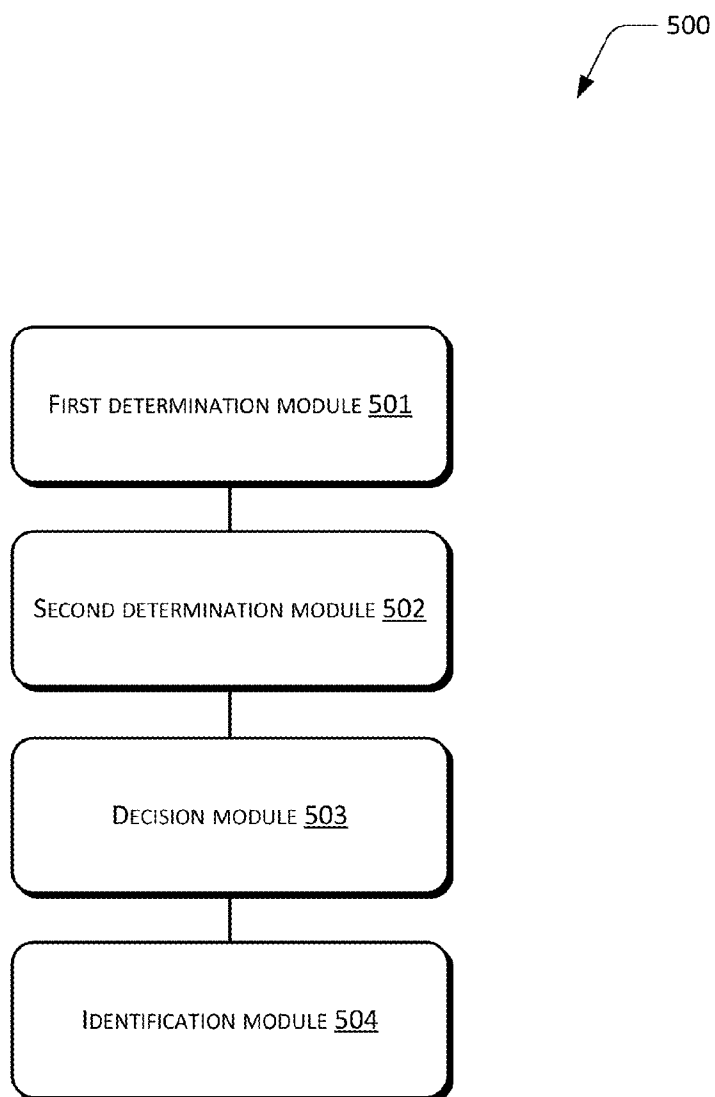 500
First determination module 501
Second determination module 502
Decision module 503
Identification module 504